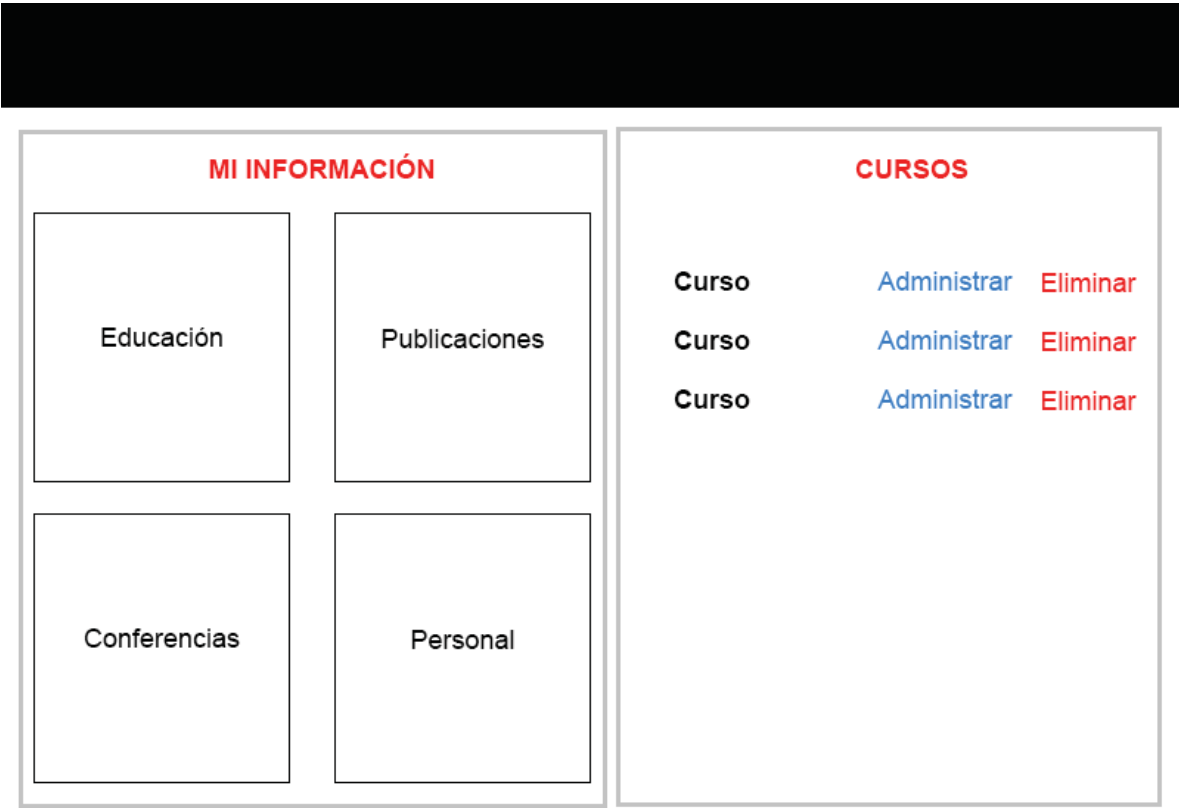 MI INFORMACIÓN
Educación
Publicaciones
Conferencias
Personal
CURSOS
Curso Administrar Eliminar
Curso Administrar Eliminar
Curso Administrar Eliminar